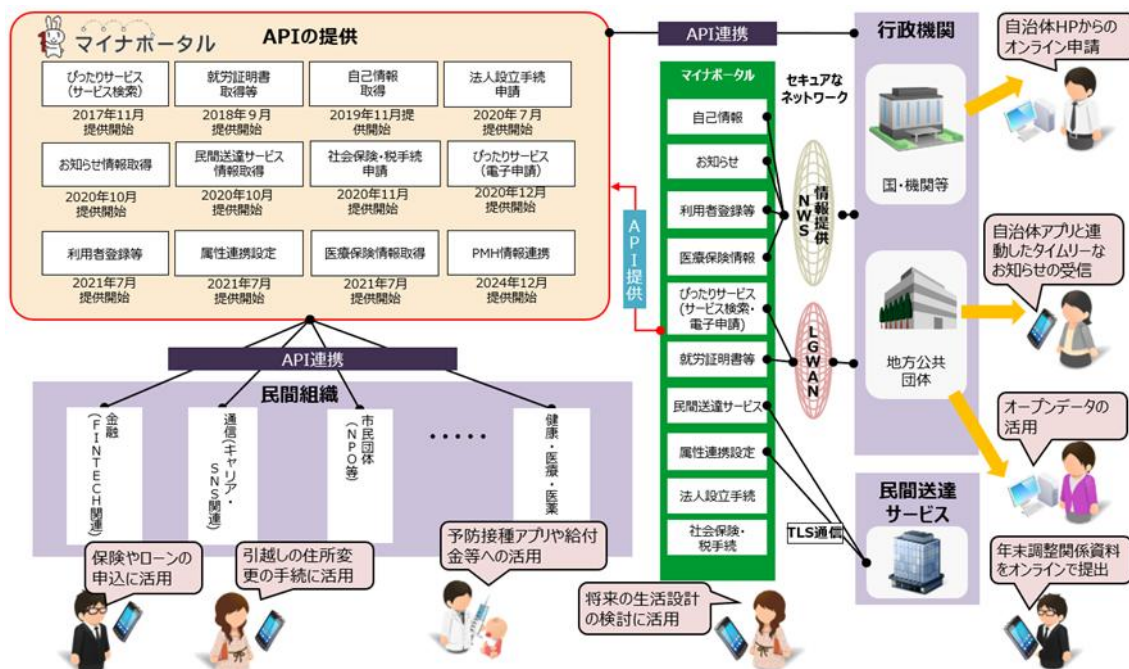 マイナポータル
APIの提供
ぴったりサービス
(サービス検索)
2017年11月
提供開始
就労証明書
取得等
2018年9月
提供開始
自己情報
取得
2019年11月提
供開始
法人設立手続
申請
2020年7月
提供開始
お知らせ情報取得
2020年10月
提供開始
民間送達サービス
情報取得
2020年10月
提供開始
社会保険・税手続
申請
2020年11月
提供開始
ぴったりサービス
(電子申請)
2020年12月
提供開始
利用者登録等
2021年7月
提供開始
属性連携設定
2021年7月
提供開始
医療保険情報取得
2021年7月
提供開始
PMH情報連携
2024年12月
提供開始
API連携
民間組織
金融
(FINTECH関連)
通信(キャリア・
SNS関連)
市民団体
(NPO等)
・・・・・
健康・医療・医薬
保険やローンの
申込に活用
引越しの住所変
更の手続に活用
予防接種アプリや給付
金等への活用
将来の生活設計
の検討に活用
API提供
API連携
マイナポータル
自己情報
お知らせ
利用者登録等
医療保険情報
ぴったりサービス
(サービス検索・
電子申請)
就労証明書等
民間送達サービス
属性連携設定
法人設立手続
社会保険・
税手続
セキュアな
ネットワーク
情報提供
NWS
LGWAN
TLS通信
行政機関
国・機関等
地方公共
団体
民間送達
サービス
自治体HPからの
オンライン申請
自治体アプリと連
動したタイムリーな
お知らせの受信
オープンデータの
活用
年末調整関係資料
をオンラインで提出